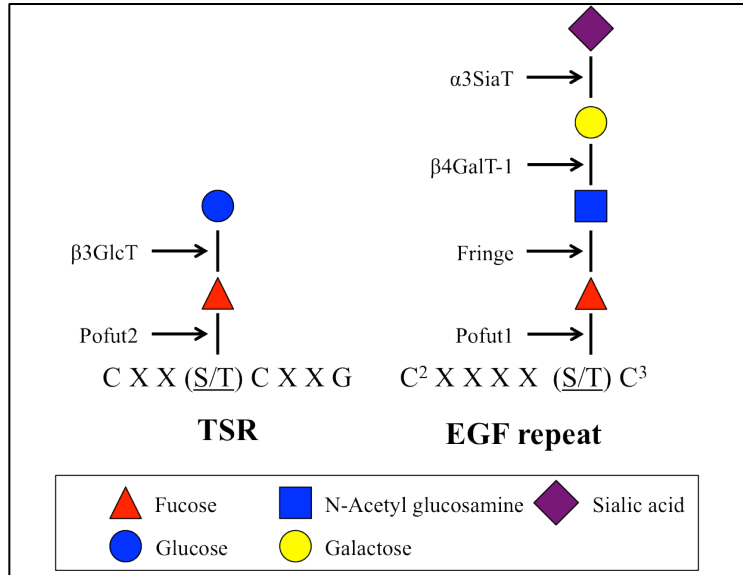 α3SiaT
β4GalT-1
β3GlcT
Fringe
Pofut2
Pofut1
C X X (S/T) C X X G
C² X X X X (S/T) C³
TSR
EGF repeat
Fucose
N-Acetyl glucosamine
Sialic acid
Glucose
Galactose